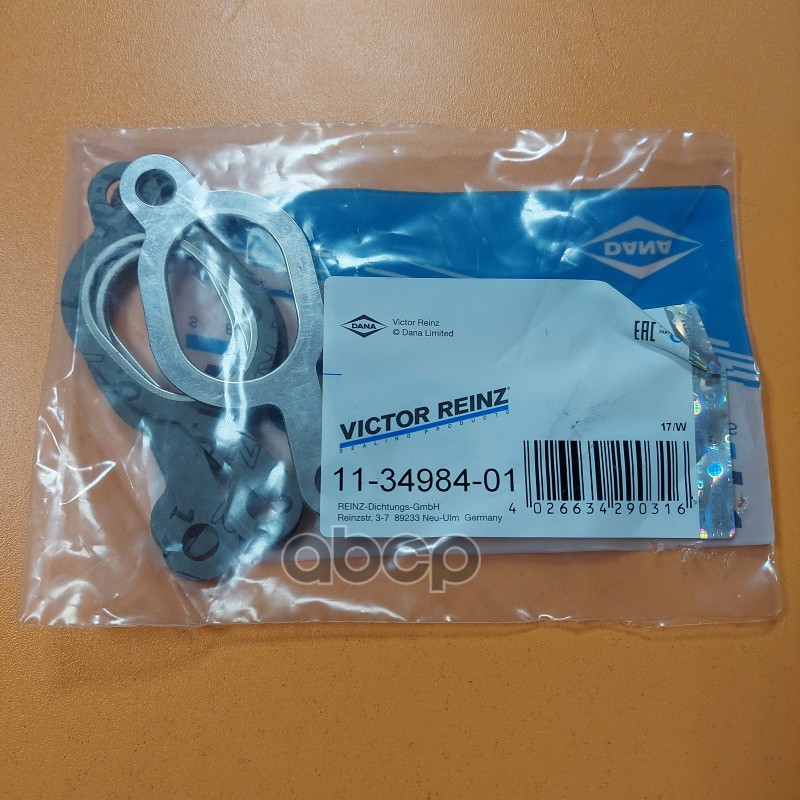 DANA
DANA
Victor Reinz
© Dana Limited
EAC
VICTOR REINZ®
SEALING PRODUCTS
17/W
11-34984-01
REINZ-Dichtungs-GmbH
Reinzstr. 3-7 89233 Neu-Ulm Germany
4 026634 290316
abcp